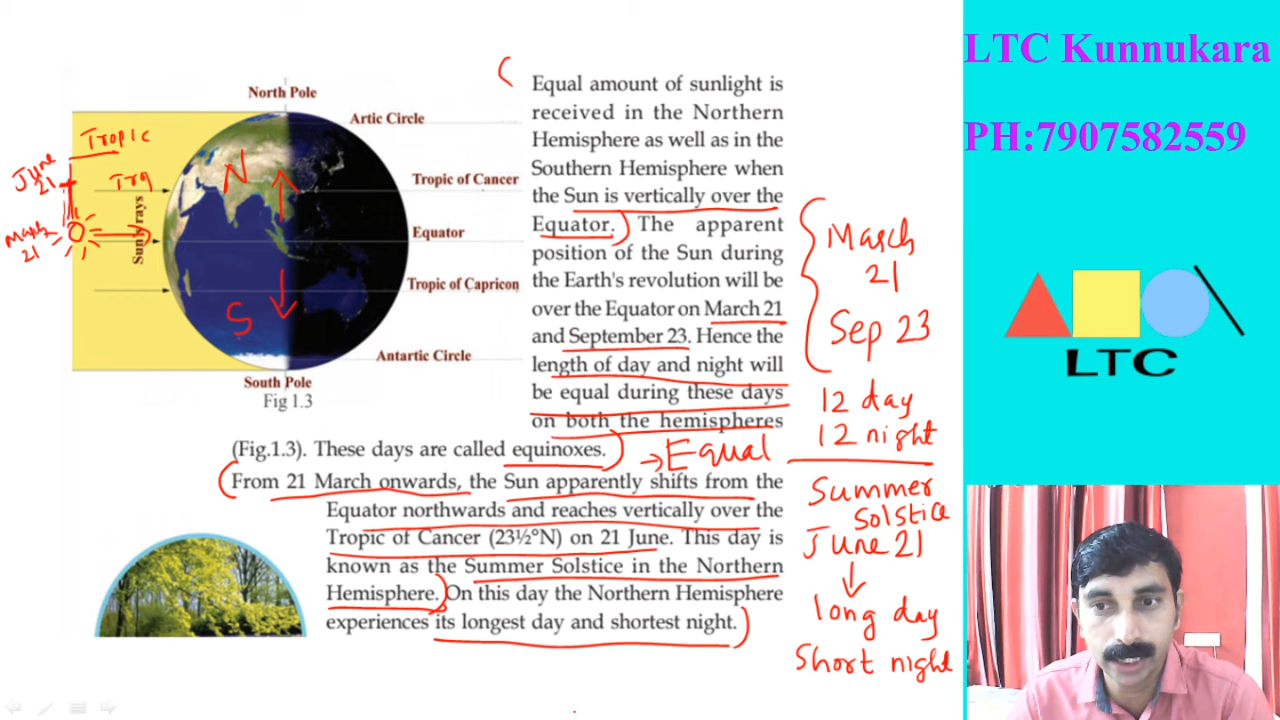 North Pole
Artic Circle
Tropic of Cancer
Equator
Tropic of Capricon
Antartic Circle
South Pole
Fig 1.3
Sun's rays
Tropic
Tro
June
21
March
21
N
S
Equal amount of sunlight is
received in the Northern
Hemisphere as well as in the
Southern Hemisphere when
the Sun is vertically over the
Equator. The apparent
position of the Sun during
the Earth's revolution will be
over the Equator on March 21
and September 23. Hence the
length of day and night will
be equal during these days
on both the hemispheres
(Fig.1.3). These days are called equinoxes.
→Equal
From 21 March onwards, the Sun apparently shifts from the
Equator northwards and reaches vertically over the
Tropic of Cancer (23½°N) on 21 June. This day is
known as the Summer Solstice in the Northern
Hemisphere. On this day the Northern Hemisphere
experiences its longest day and shortest night.
March
21
Sep 23
12 day
12 night
Summer
Solstice
June 21
long day
Short night
LTC Kunnukara
PH:7907582559
LTC